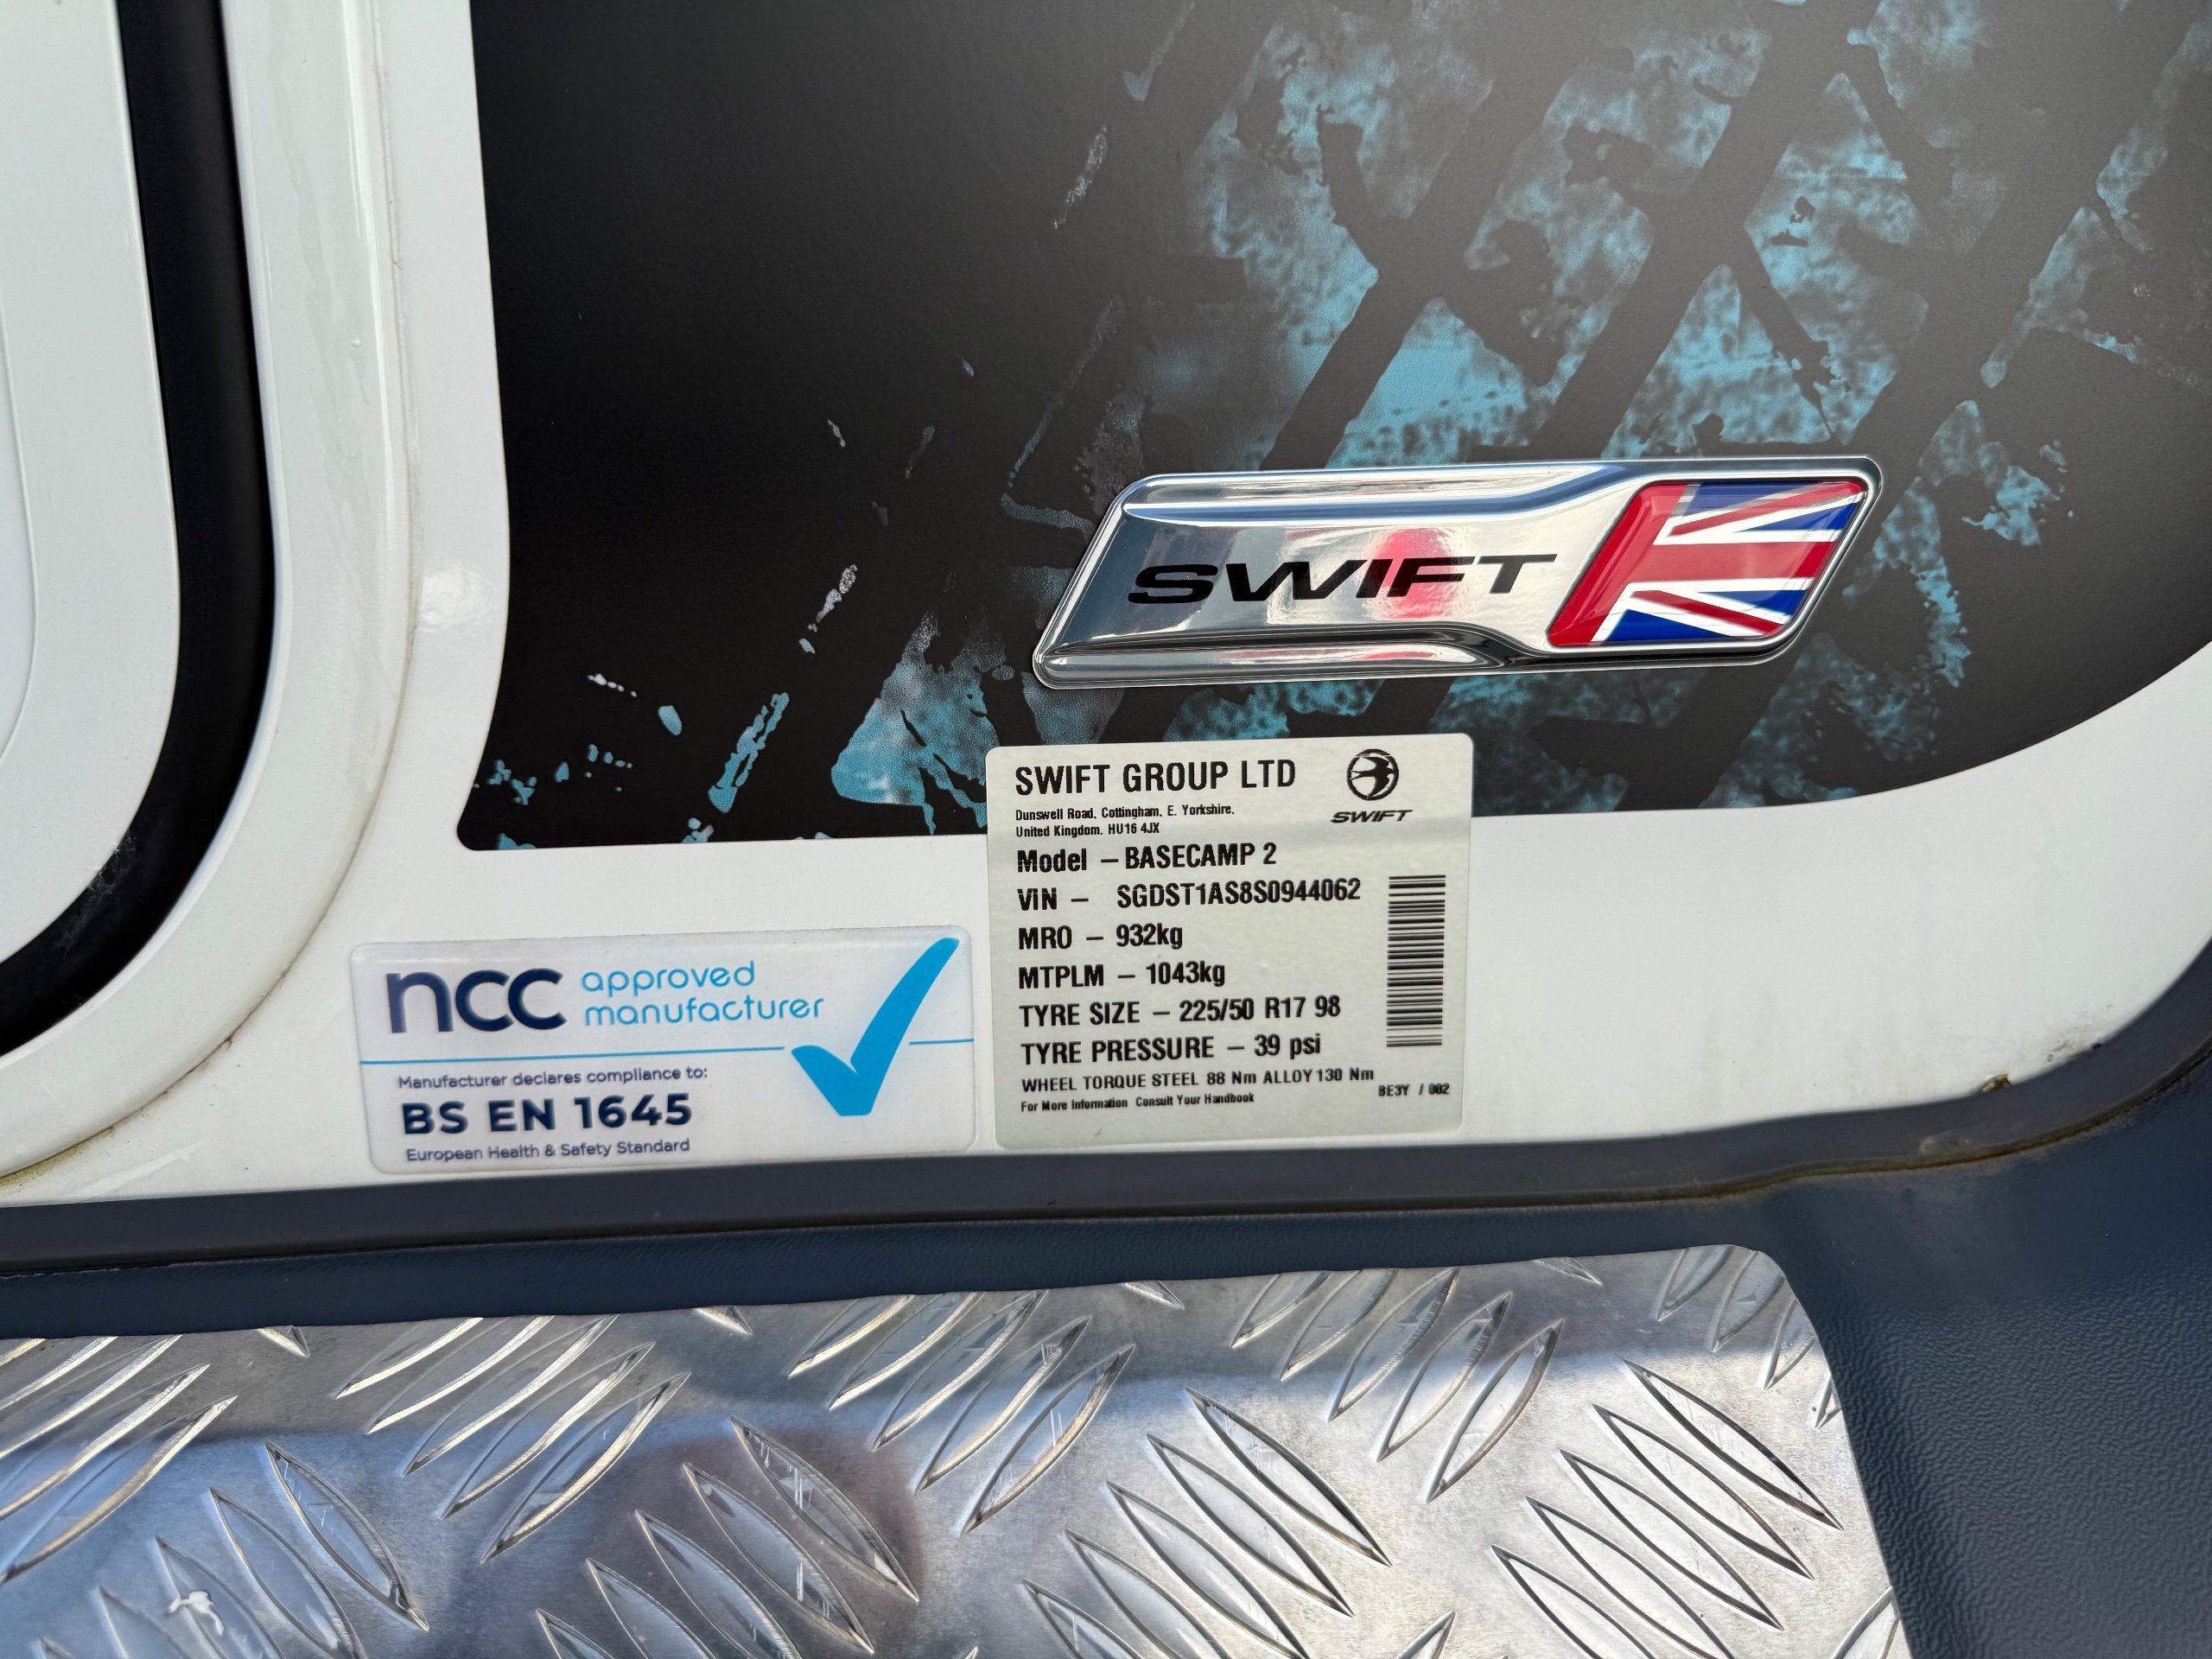 SWIFT
SWIFT GROUP LTD
Dunswell Road, Cottingham, E. Yorkshire,
United Kingdom. HU16 4JX
SWIFT
Model – BASECAMP 2
VIN – SGDST1AS8S0944062
MRO – 932kg
MTPLM – 1043kg
TYRE SIZE – 225/50 R17 98
TYRE PRESSURE – 39 psi
WHEEL TORQUE STEEL 88 Nm ALLOY 130 Nm
For More Information Consult Your Handbook
BE3Y / 002
ncc approved
manufacturer
Manufacturer declares compliance to:
BS EN 1645
European Health & Safety Standard